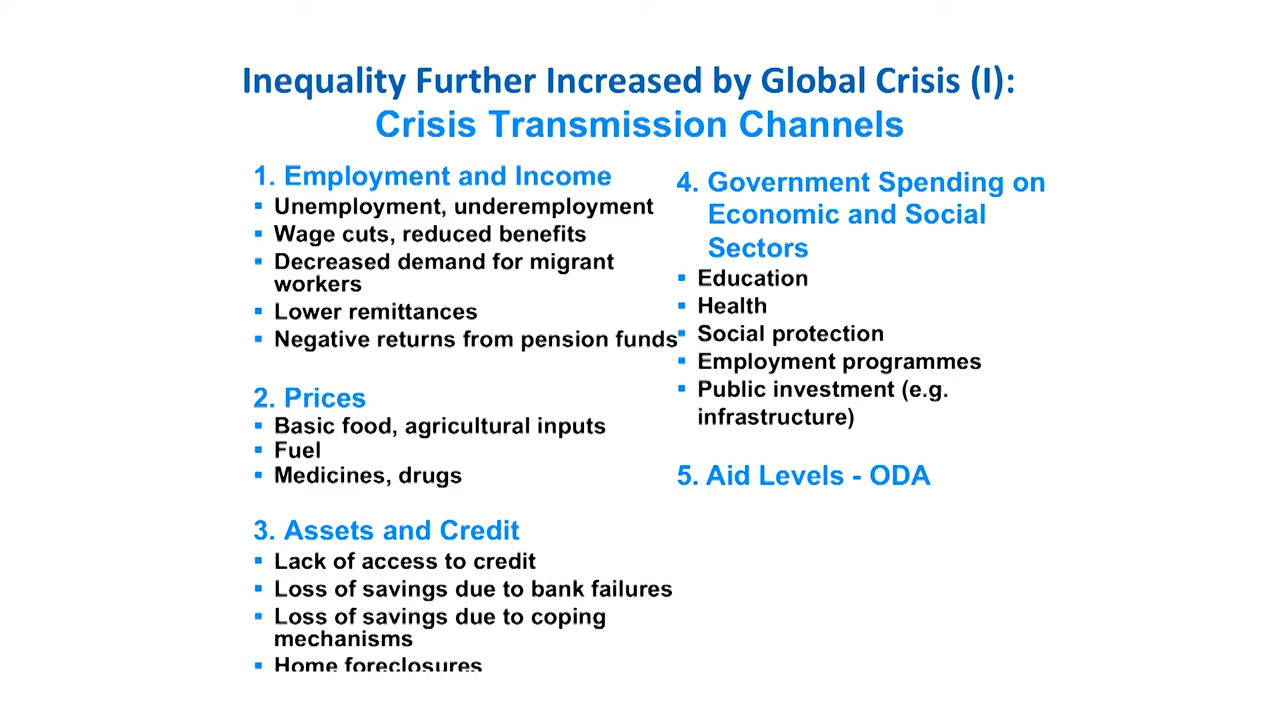 Inequality Further Increased by Global Crisis (I):
Crisis Transmission Channels
1. Employment and Income
▪ Unemployment, underemployment
▪ Wage cuts, reduced benefits
▪ Decreased demand for migrant
workers
▪ Lower remittances
▪ Negative returns from pension funds
2. Prices
▪ Basic food, agricultural inputs
▪ Fuel
▪ Medicines, drugs
3. Assets and Credit
▪ Lack of access to credit
▪ Loss of savings due to bank failures
▪ Loss of savings due to coping
mechanisms
▪ Home foreclosures
4. Government Spending on
Economic and Social
Sectors
▪ Education
▪ Health
▪ Social protection
▪ Employment programmes
▪ Public investment (e.g.
infrastructure)
5. Aid Levels - ODA